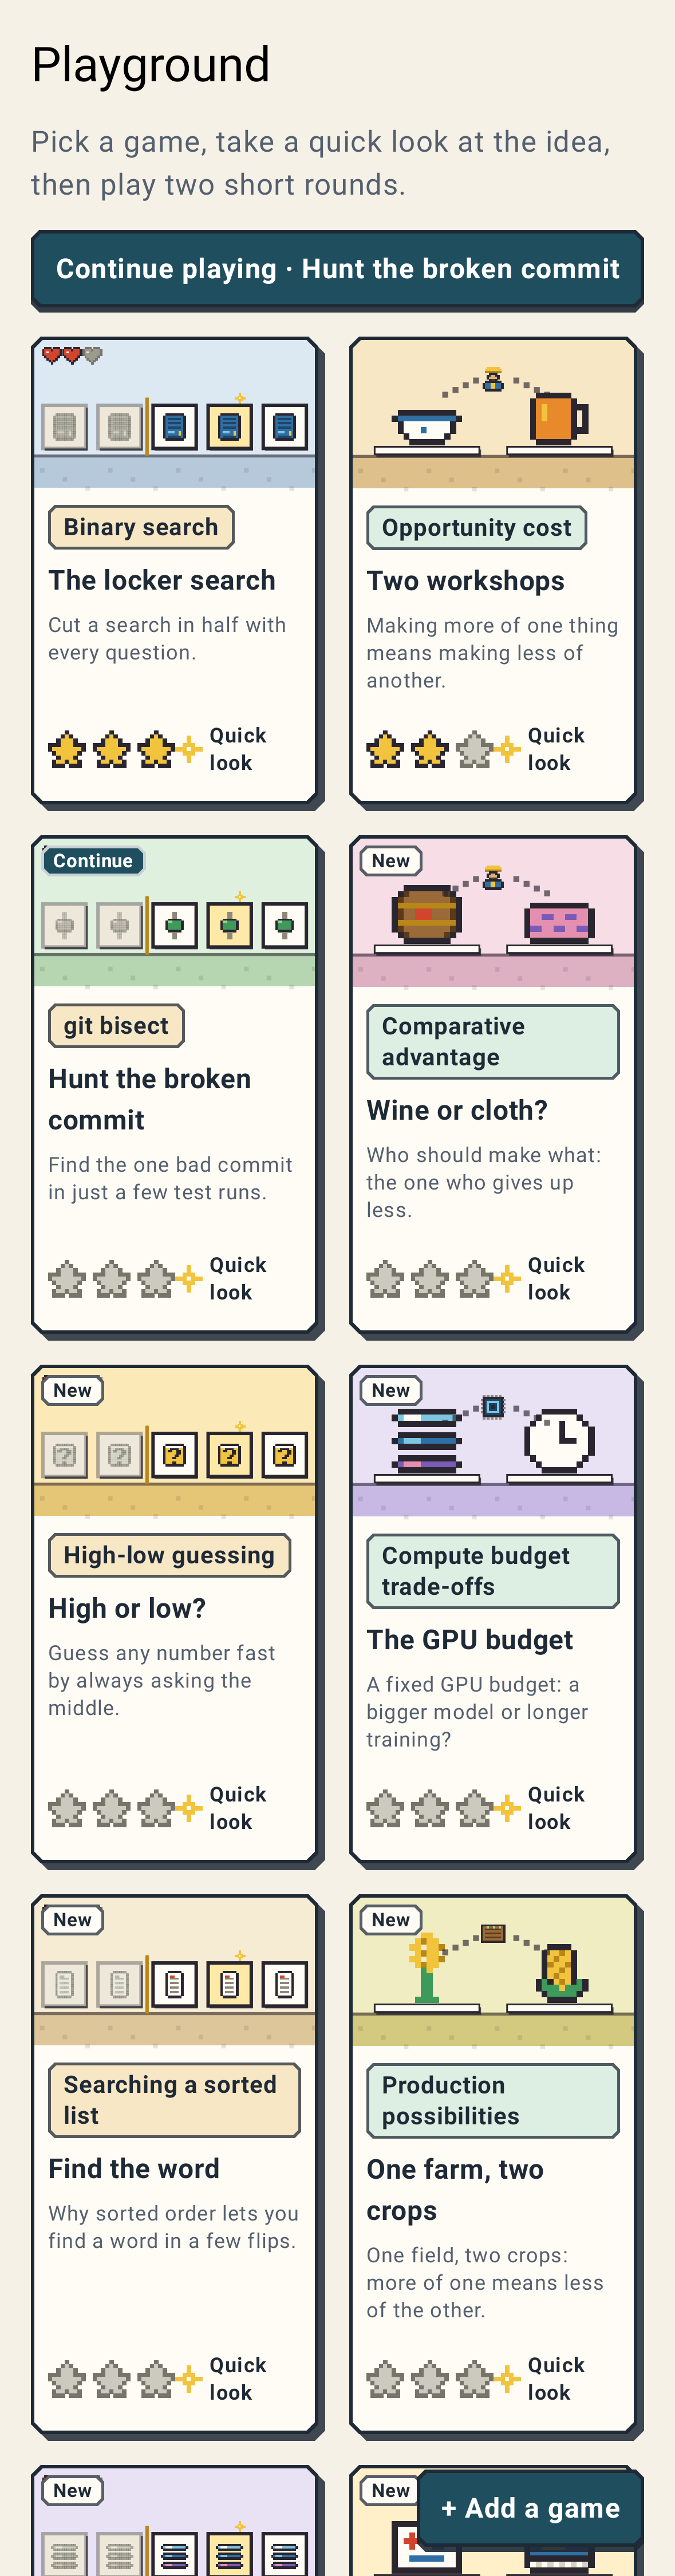 Playground
Pick a game, take a quick look at the idea,
then play two short rounds.
Continue playing · Hunt the broken commit
Binary search
The locker search
Cut a search in half with
every question.
Quick
look
Opportunity cost
Two workshops
Making more of one thing
means making less of
another.
Quick
look
Continue
git bisect
Hunt the broken
commit
Find the one bad commit
in just a few test runs.
Quick
look
New
Comparative
advantage
Wine or cloth?
Who should make what:
the one who gives up
less.
Quick
look
New
? ? ? ? ?
High-low guessing
High or low?
Guess any number fast
by always asking the
middle.
Quick
look
New
Compute budget
trade-offs
The GPU budget
A fixed GPU budget: a
bigger model or longer
training?
Quick
look
New
Searching a sorted
list
Find the word
Why sorted order lets you
find a word in a few flips.
Quick
look
New
Production
possibilities
One farm, two
crops
One field, two crops:
more of one means less
of the other.
Quick
look
New
New
+ Add a game